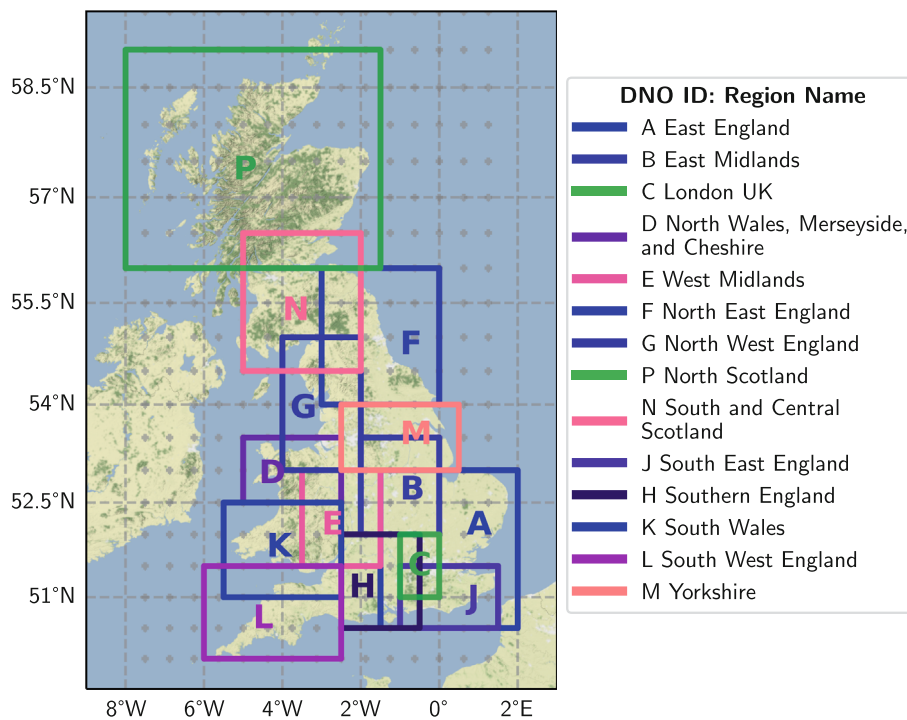 58.5°N
57°N
55.5°N
54°N
52.5°N
51°N
8°W
6°W
4°W
2°W
0°
2°E
P
N
F
G
M
D
B
A
E
K
C
H
J
L
DNO ID: Region Name
A East England
B East Midlands
C London UK
D North Wales, Merseyside,
and Cheshire
E West Midlands
F North East England
G North West England
P North Scotland
N South and Central
Scotland
J South East England
H Southern England
K South Wales
L South West England
M Yorkshire